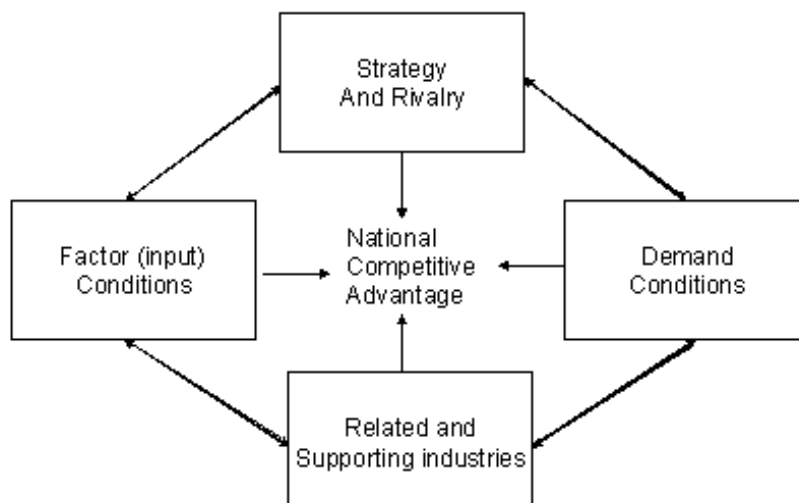 Strategy
And Rivalry
Factor (input)
Conditions
National
Competitive
Advantage
Demand
Conditions
Related and
Supporting industries